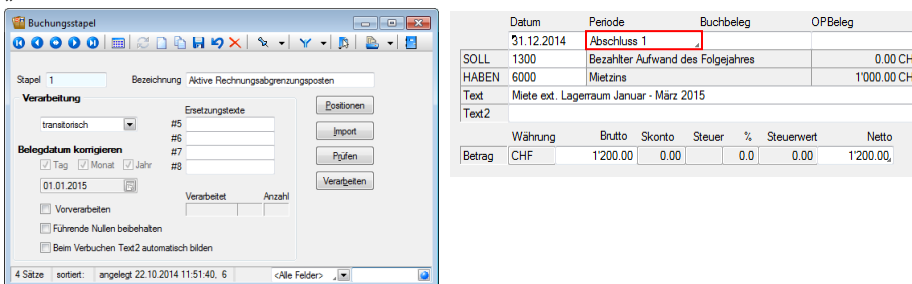 Buchungsstapel
Stapel 1 Bezeichnung Aktive Rechnungsabgrenzungsposten
Verarbeitung
Ersetzungstexte
Positionen
transitorisch
#5
#6
Import
Belegdatum korrigieren
#7
Tag Monat Jahr
#8
Prüfen
01.01.2015
Verarbeiten
Verarbeitet Anzahl
Vorverarbeiten
Führende Nullen beibehalten
Beim Verbuchen Text2 automatisch bilden
4 Sätze sortiert: angelegt 22.10.2014 11:51:40, 6 <Alle Felder>
Datum Periode Buchbeleg OPBeleg
31.12.2014 Abschluss 1
SOLL 1300 Bezahlter Aufwand des Folgejahres 0.00 CH
HABEN 6000 Mietzins 1'000.00 CH
Text Miete ext. Lagerraum Januar - März 2015
Text2
Währung Brutto Skonto Steuer % Steuerwert Netto
Betrag CHF 1'200.00 0.00 0.0 0.00 1'200.00